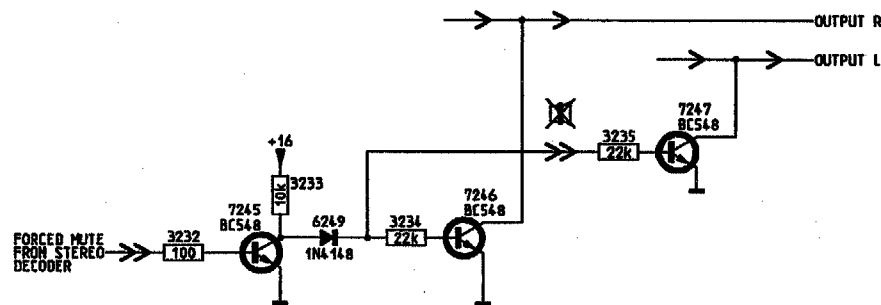 OUTPUT R
OUTPUT L
7247
BC548
3235
22k
+16
3233
10k
7246
BC548
7245
BC548
6249
3234
3232
22k
1N4148
100
FORCED MUTE
FROM STEREO
DECODER